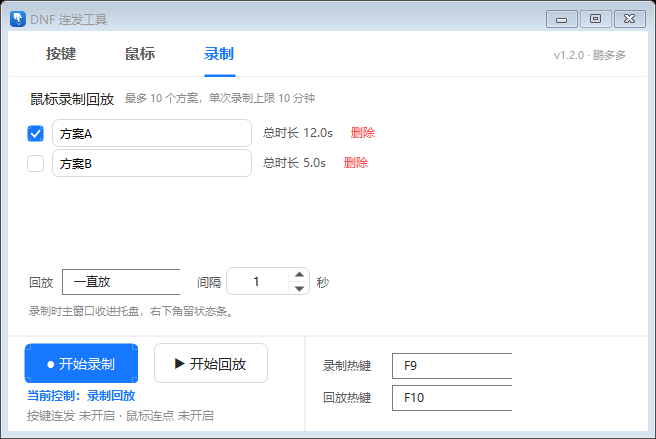 DNF 连发工具
按键 鼠标 录制 v1.2.0 · 鹏多多
鼠标录制回放 最多 10 个方案，单次录制上限 10 分钟
方案A 总时长 12.0s 删除
方案B 总时长 5.0s 删除
回放 一直放 间隔 1 秒
录制时主窗口收进托盘，右下角留状态条。
● 开始录制 ▶ 开始回放
当前控制：录制回放
按键连发 未开启 · 鼠标连点 未开启
录制热键 F9
回放热键 F10